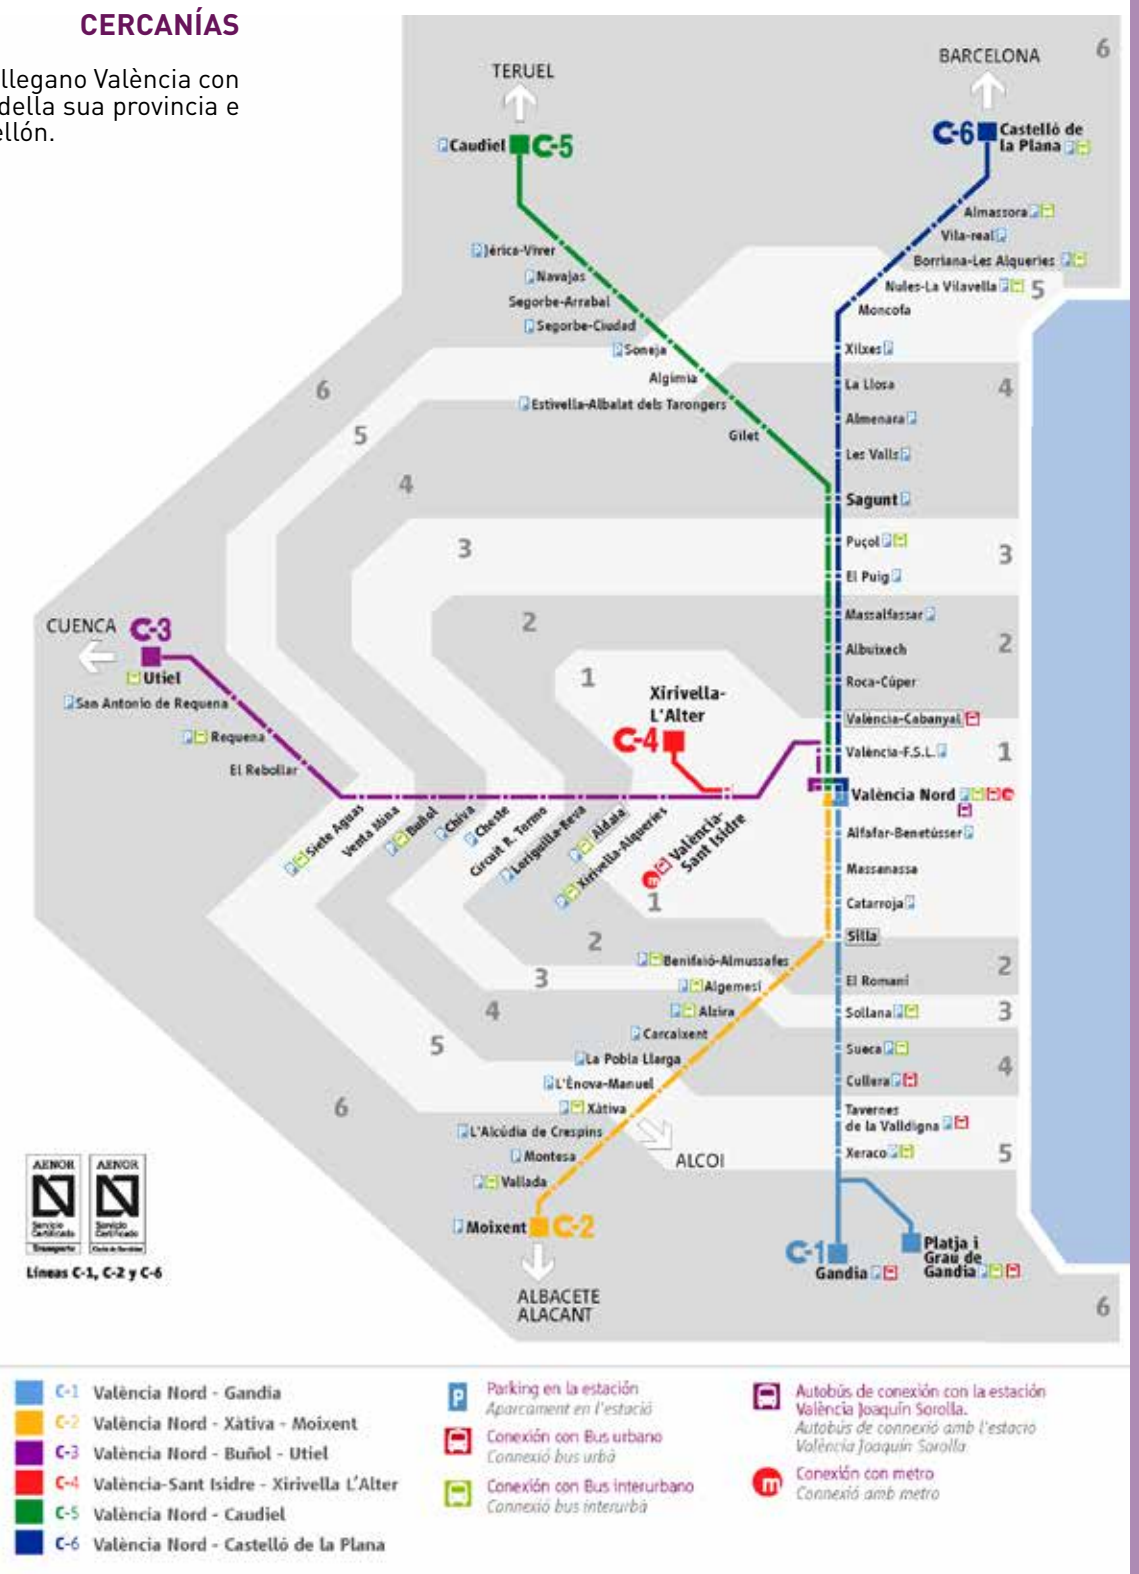 CERCANÍAS
llegano València con
della sua provincia e
ellón.
TERUEL
BARCELONA
6
Caudiel C-5
C-6 Castelló de
la Plana
Almassora
Vila-real
Borriana-Les Alqueries
Nules-La Vilavella
5
Moncofa
Jérica-Viver
Navajas
Segorbe-Arrabal
Segorbe-Ciudad
Soneja
Algimia
Estivella-Albalat dels Tarongers
Gilet
Xilxes
La Llosa
4
Almenara
Les Valls
Sagunt
6
5
4
3
2
1
Puçol
3
El Puig
Massalfassar
Albuixech
2
Roca-Cúper
València-Cabanyal
València-F.S.L.
1
València Nord
CUENCA
C-3
Utiel
San Antonio de Requena
Requena
El Rebollar
Siete Aguas
Venta Mina
Buñol
Chiva
Cheste
Circuit R. Tormo
Loriguilla-Reva
Aldaia
Xirivella-Alqueries
València-
Sant Isidre
m
Xirivella-
L'Alter
C-4
Alfafar-Benetússer
Massanassa
Catarroja
Silla
1
2
3
4
5
6
Benifaió-Almussafes
Algemesí
Alzira
Carcaixent
La Pobla Llarga
L'Ènova-Manuel
Xàtiva
L'Alcúdia de Crespins
Montesa
Vallada
Moixent C-2
ALCOI
ALBACETE
ALACANT
El Romaní
2
Sollana
3
Sueca
4
Cullera
Tavernes
de la Valldigna
Xeraco
5
C-1
Gandia
Platja i
Grau de
Gandia
6
AENOR AENOR
Servicio Servicio
Certificado Certificado
Transporte
Líneas C-1, C-2 y C-6
C-1 València Nord - Gandia
C-2 València Nord - Xàtiva - Moixent
C-3 València Nord - Buñol - Utiel
C-4 València-Sant Isidre - Xirivella L'Alter
C-5 València Nord - Caudiel
C-6 València Nord - Castelló de la Plana
P
Parking en la estación
Aparcament en l'estació
Conexión con Bus urbano
Connexió bus urbà
Conexión con Bus interurbano
Connexió bus interurbà
Autobús de conexión con la estación
València Joaquín Sorolla.
Autobús de connexió amb l'estació
València Joaquín Sorolla
m
Conexión con metro
Connexió amb metro